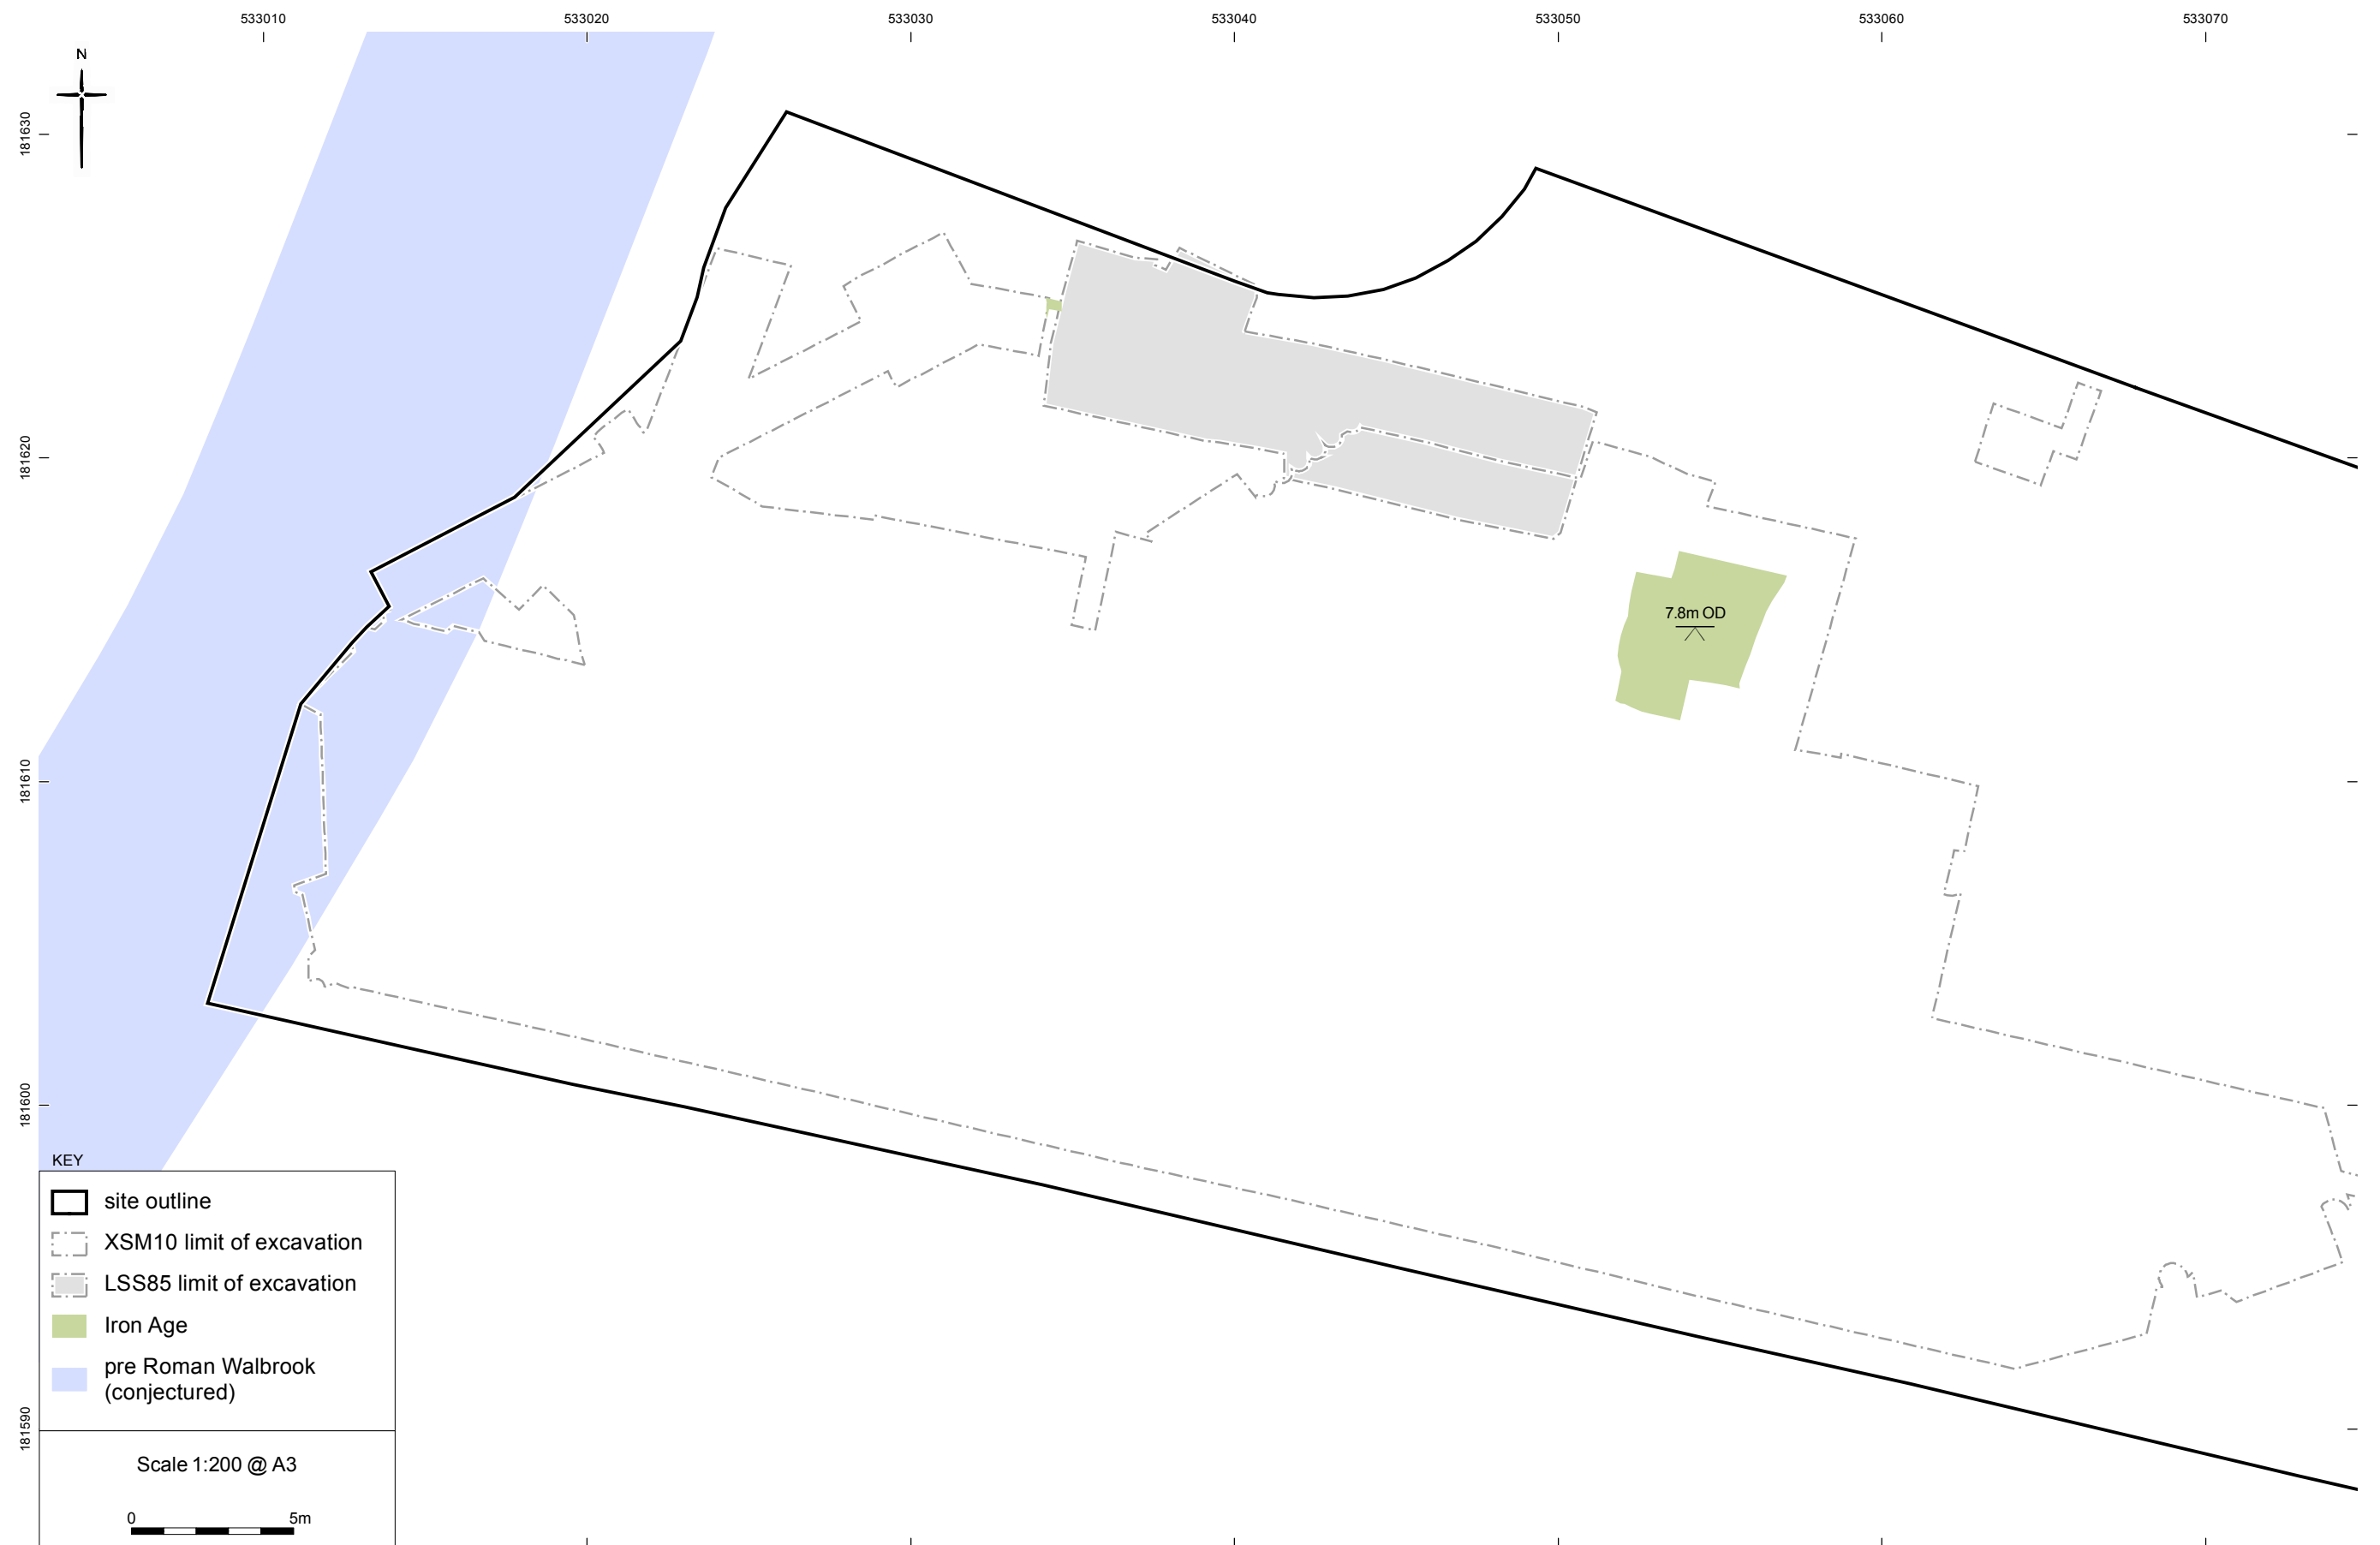 533010
533020
533030
533040
533050
533060
533070
N
181630
181620
7.8m OD
181610
181600
181590
KEY
site outline
XSM10 limit of excavation
LSS85 limit of excavation
Iron Age
pre Roman Walbrook
(conjectured)
Scale 1:200 @ A3
0
5m